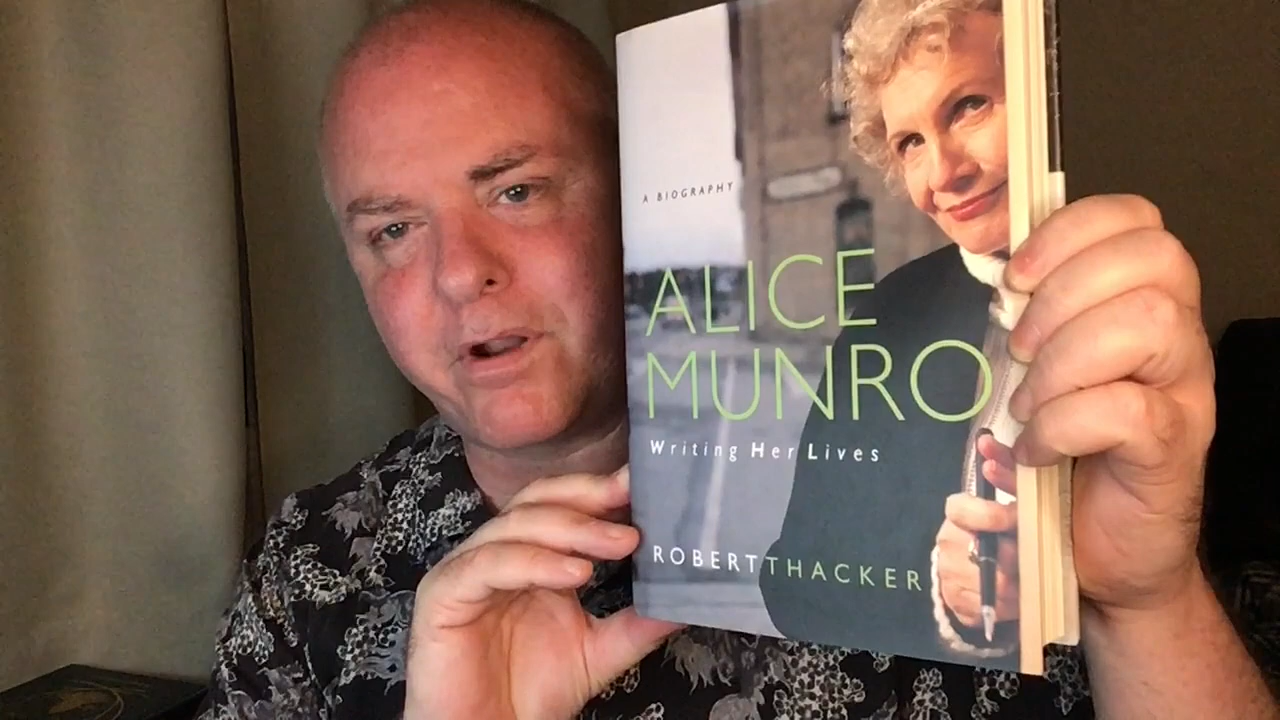 A BIOGRAPHY
ALICE
MUNRO
Writing Her Lives
ROBERT THACKER